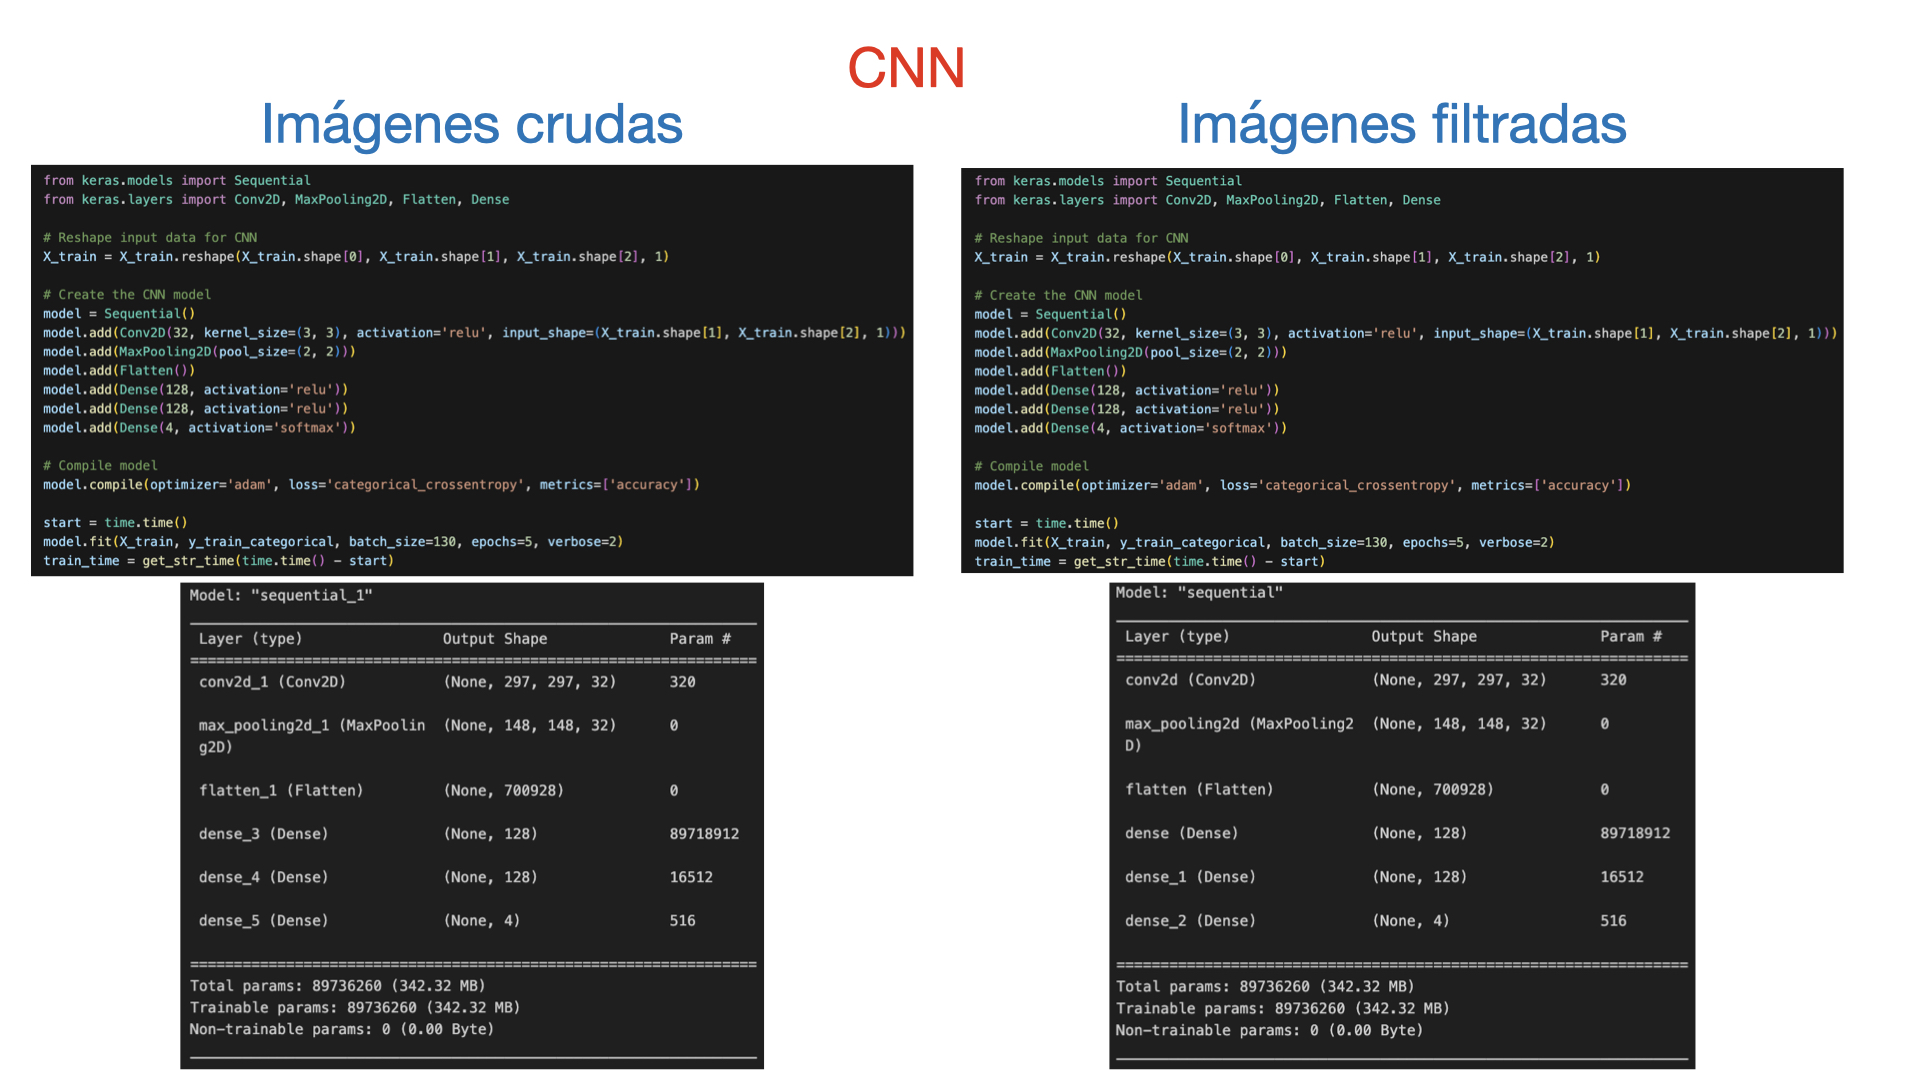 CNN
Imágenes crudas
from keras.models import Sequential
from keras.layers import Conv2D, MaxPooling2D, Flatten, Dense
# Reshape input data for CNN
X_train = X_train.reshape(X_train.shape[0], X_train.shape[1], X_train.shape[2], 1)
# Create the CNN model
model = Sequential()
model.add(Conv2D(32, kernel_size=(3, 3), activation='relu', input_shape=(X_train.shape[1], X_train.shape[2], 1)))
model.add(MaxPooling2D(pool_size=(2, 2)))
model.add(Flatten())
model.add(Dense(128, activation='relu'))
model.add(Dense(128, activation='relu'))
model.add(Dense(4, activation='softmax'))
# Compile model
model.compile(optimizer='adam', loss='categorical_crossentropy', metrics=['accuracy'])
start = time.time()
model.fit(X_train, y_train_categorical, batch_size=130, epochs=5, verbose=2)
train_time = get_str_time(time.time() - start)
Model: "sequential_1"
Layer (type) Output Shape Param #
conv2d_1 (Conv2D) (None, 297, 297, 32) 320
max_pooling2d_1 (MaxPoolin (None, 148, 148, 32) 0
g2D)
flatten_1 (Flatten) (None, 700928) 0
dense_3 (Dense) (None, 128) 89718912
dense_4 (Dense) (None, 128) 16512
dense_5 (Dense) (None, 4) 516
Total params: 89736260 (342.32 MB)
Trainable params: 89736260 (342.32 MB)
Non-trainable params: 0 (0.00 Byte)
Imágenes filtradas
from keras.models import Sequential
from keras.layers import Conv2D, MaxPooling2D, Flatten, Dense
# Reshape input data for CNN
X_train = X_train.reshape(X_train.shape[0], X_train.shape[1], X_train.shape[2], 1)
# Create the CNN model
model = Sequential()
model.add(Conv2D(32, kernel_size=(3, 3), activation='relu', input_shape=(X_train.shape[1], X_train.shape[2], 1)))
model.add(MaxPooling2D(pool_size=(2, 2)))
model.add(Flatten())
model.add(Dense(128, activation='relu'))
model.add(Dense(128, activation='relu'))
model.add(Dense(4, activation='softmax'))
# Compile model
model.compile(optimizer='adam', loss='categorical_crossentropy', metrics=['accuracy'])
start = time.time()
model.fit(X_train, y_train_categorical, batch_size=130, epochs=5, verbose=2)
train_time = get_str_time(time.time() - start)
Model: "sequential"
Layer (type) Output Shape Param #
conv2d (Conv2D) (None, 297, 297, 32) 320
max_pooling2d (MaxPooling2 (None, 148, 148, 32) 0
D)
flatten (Flatten) (None, 700928) 0
dense (Dense) (None, 128) 89718912
dense_1 (Dense) (None, 128) 16512
dense_2 (Dense) (None, 4) 516
Total params: 89736260 (342.32 MB)
Trainable params: 89736260 (342.32 MB)
Non-trainable params: 0 (0.00 Byte)